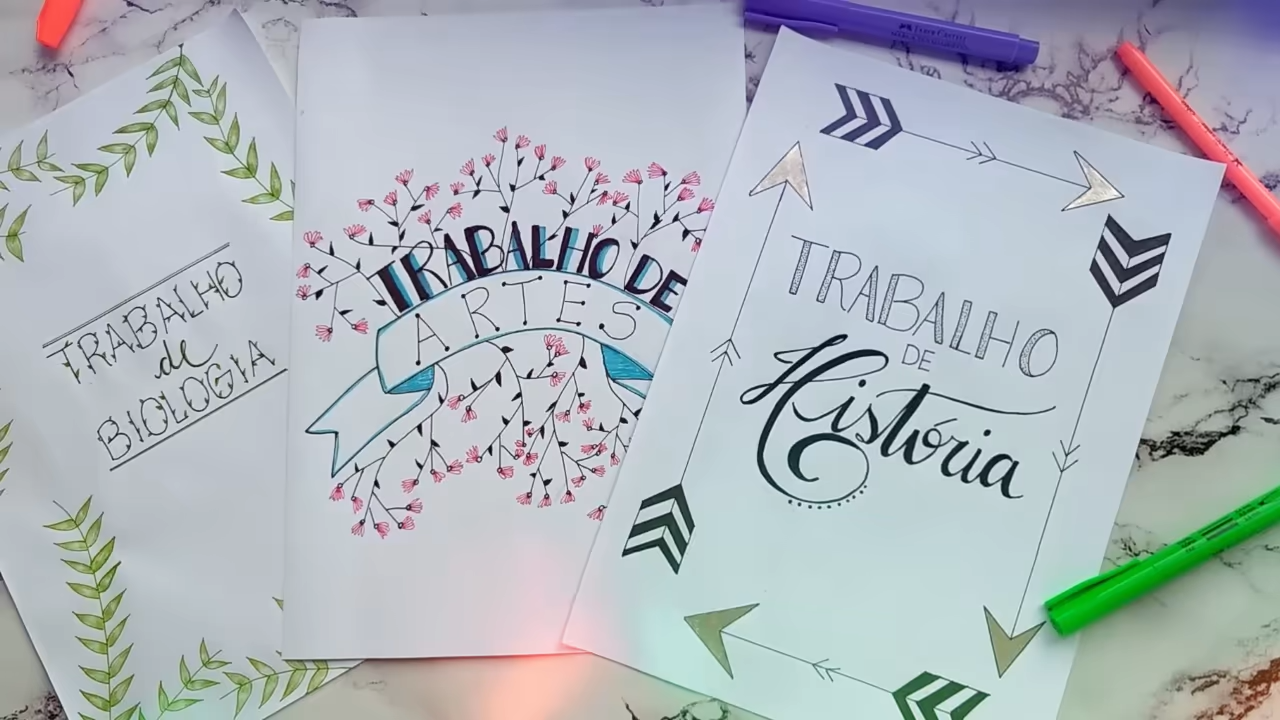 TRABALHO
de
BIOLOGIA
TRABALHO DE
ARTES
TRABALHO
DE
História